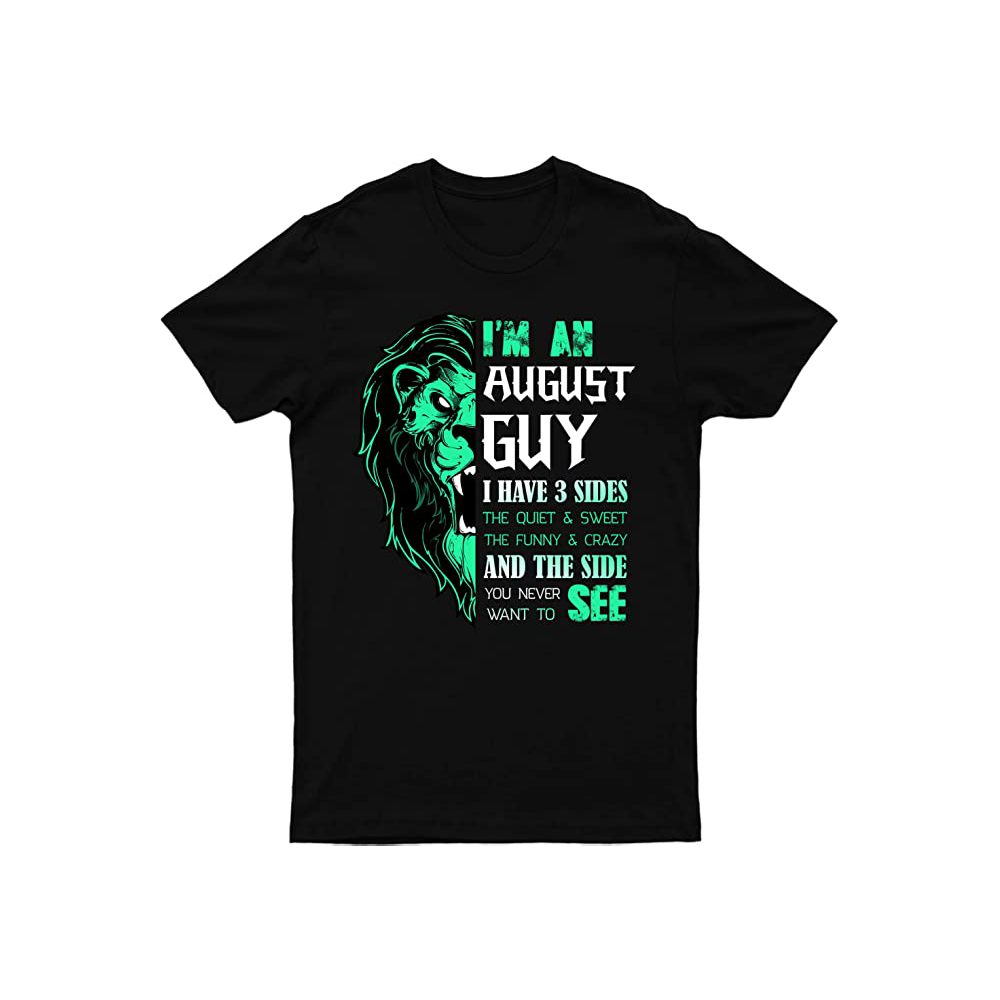 I'M AN
AUGUST
GUY
I HAVE 3 SIDES
THE QUIET & SWEET
THE FUNNY & CRAZY
AND THE SIDE
YOU NEVER
WANT TO SEE